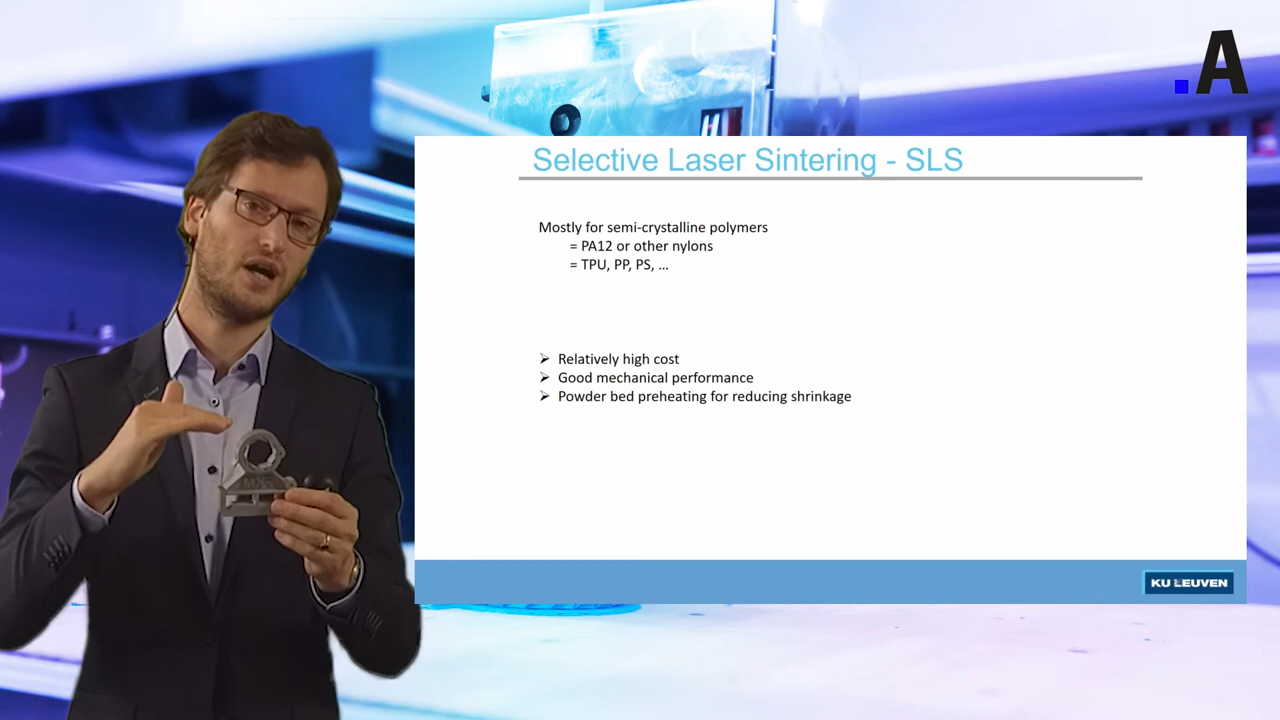 .A
Selective Laser Sintering - SLS
Mostly for semi-crystalline polymers
= PA12 or other nylons
= TPU, PP, PS, ...
➢ Relatively high cost
➢ Good mechanical performance
➢ Powder bed preheating for reducing shrinkage
KU LEUVEN